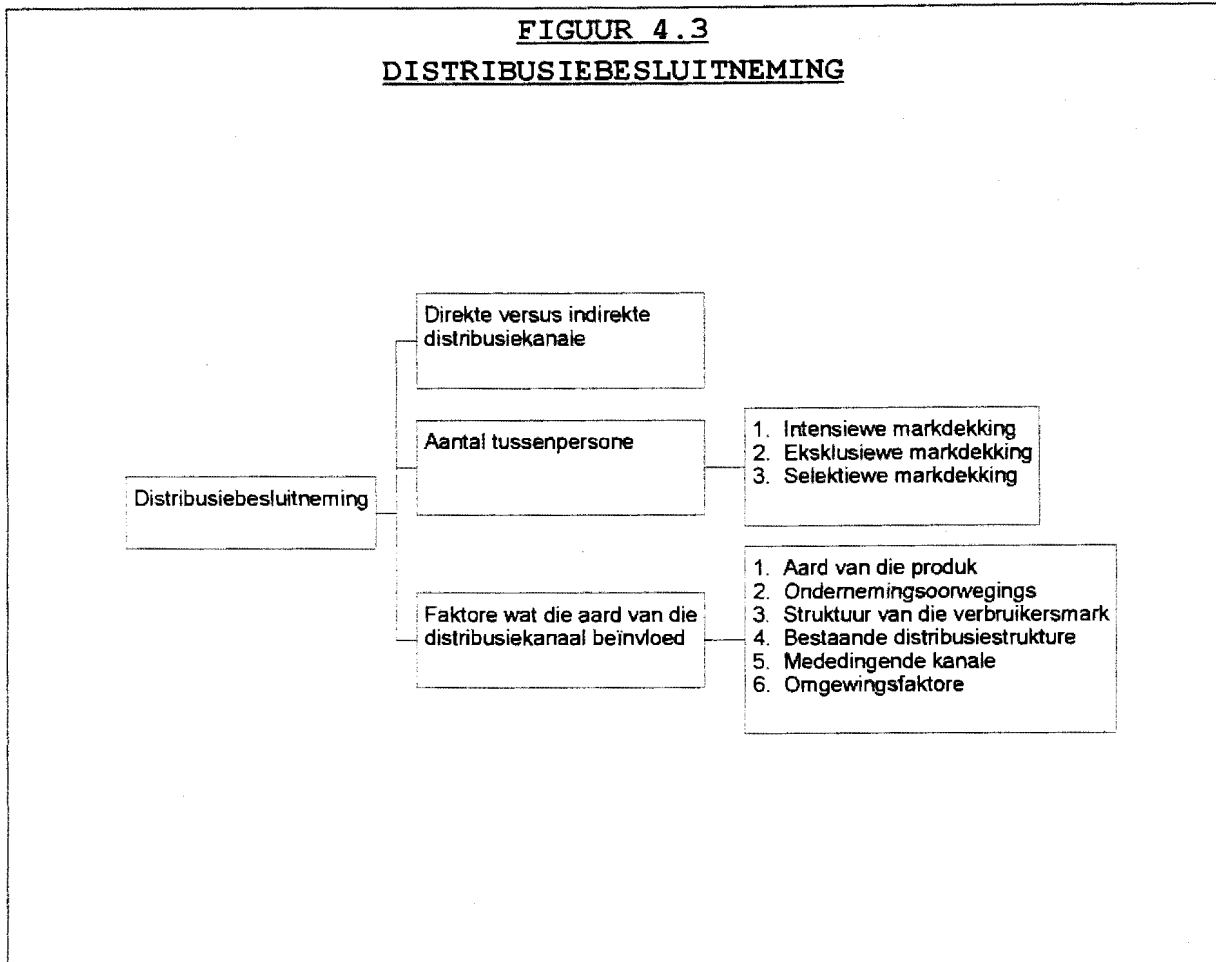 FIGUUR 4.3
DISTRIBUSIEBESLUITNEMING
Direkte versus indirekte
distribusiekanale
Aantal tussenpersone
1. Intensiewe markdekking
2. Eksklusiewe markdekking
3. Selektiewe markdekking
Distribusiebesluitneming
Faktore wat die aard van die
distribusiekanaal beïnvloed
1. Aard van die produk
2. Ondernemingsoorwegings
3. Struktuur van die verbruikersmark
4. Bestaande distribusiestrukture
5. Mededingende kanale
6. Omgewingsfaktore